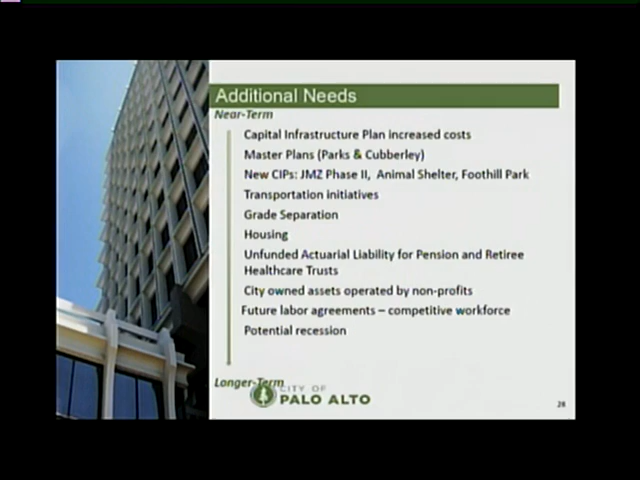 Additional Needs
Near-Term
Capital Infrastructure Plan increased costs
Master Plans (Parks & Cubberley)
New CIPs: JMZ Phase II, Animal Shelter, Foothill Park
Transportation initiatives
Grade Separation
Housing
Unfunded Actuarial Liability for Pension and Retiree
Healthcare Trusts
City owned assets operated by non-profits
Future labor agreements – competitive workforce
Potential recession
Longer-Term
CITY OF
PALO ALTO
28